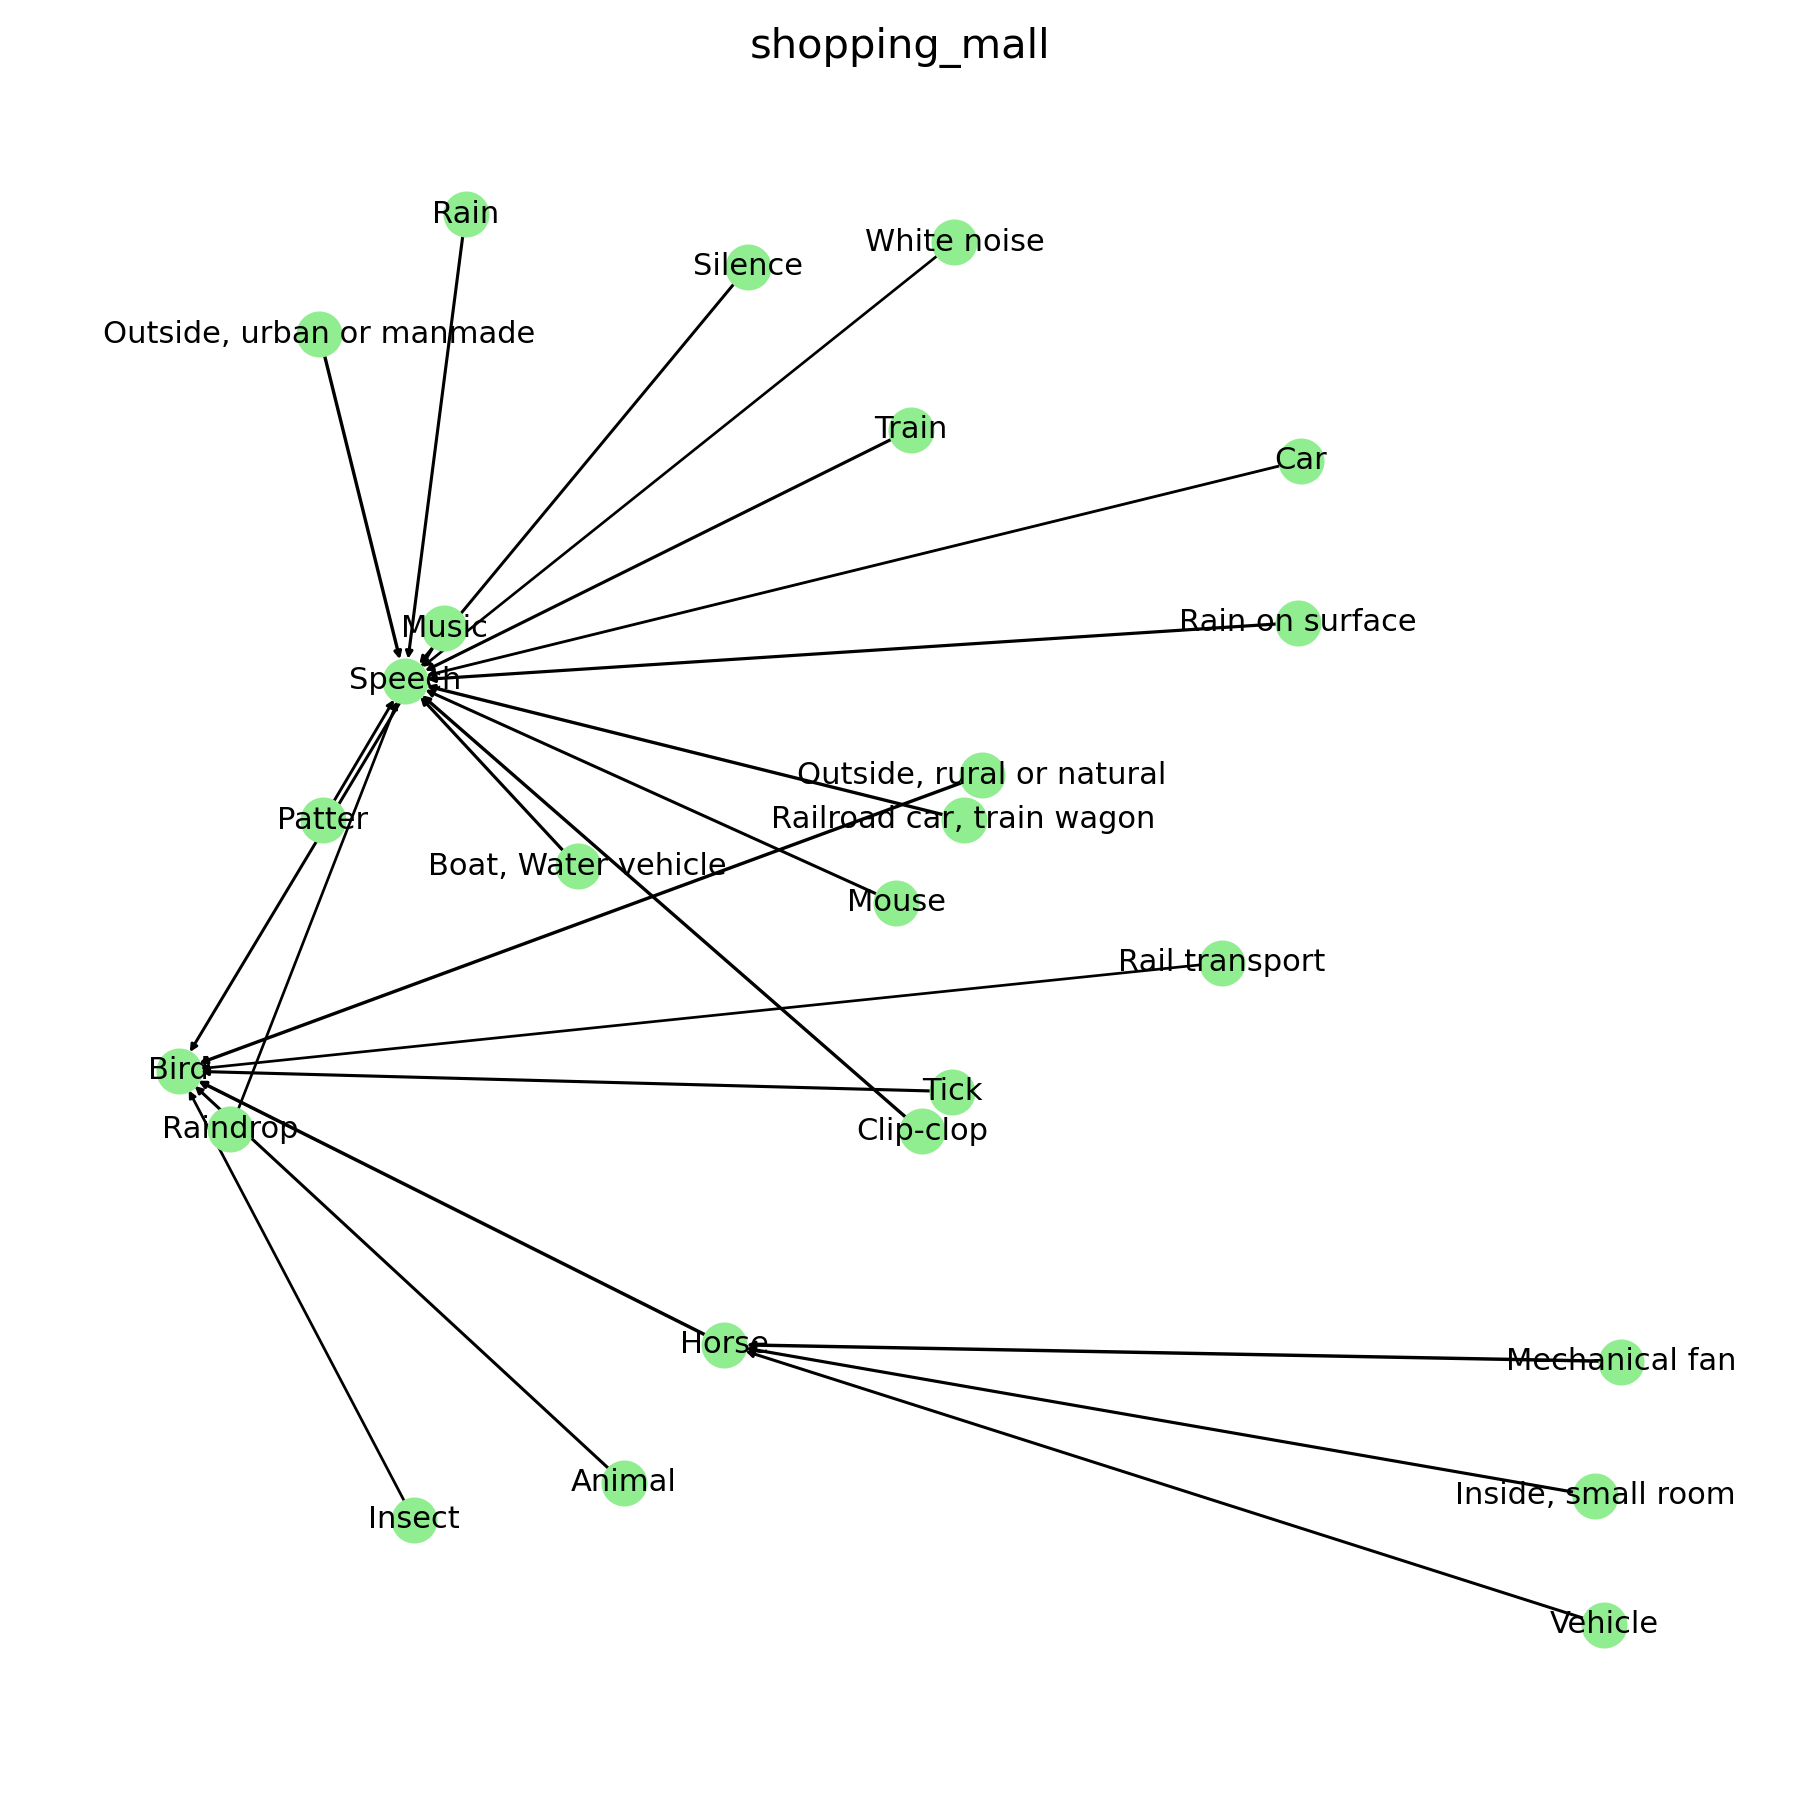 shopping_mall
Rain
White noise
Silence
Outside, urban or manmade
Train
Car
Rain on surface
Music
Speech
Outside, rural or natural
Railroad car, train wagon
Patter
Boat, Water vehicle
Mouse
Rail transport
Bird
Tick
Raindrop
Clip-clop
Horse
Mechanical fan
Animal
Inside, small room
Insect
Vehicle